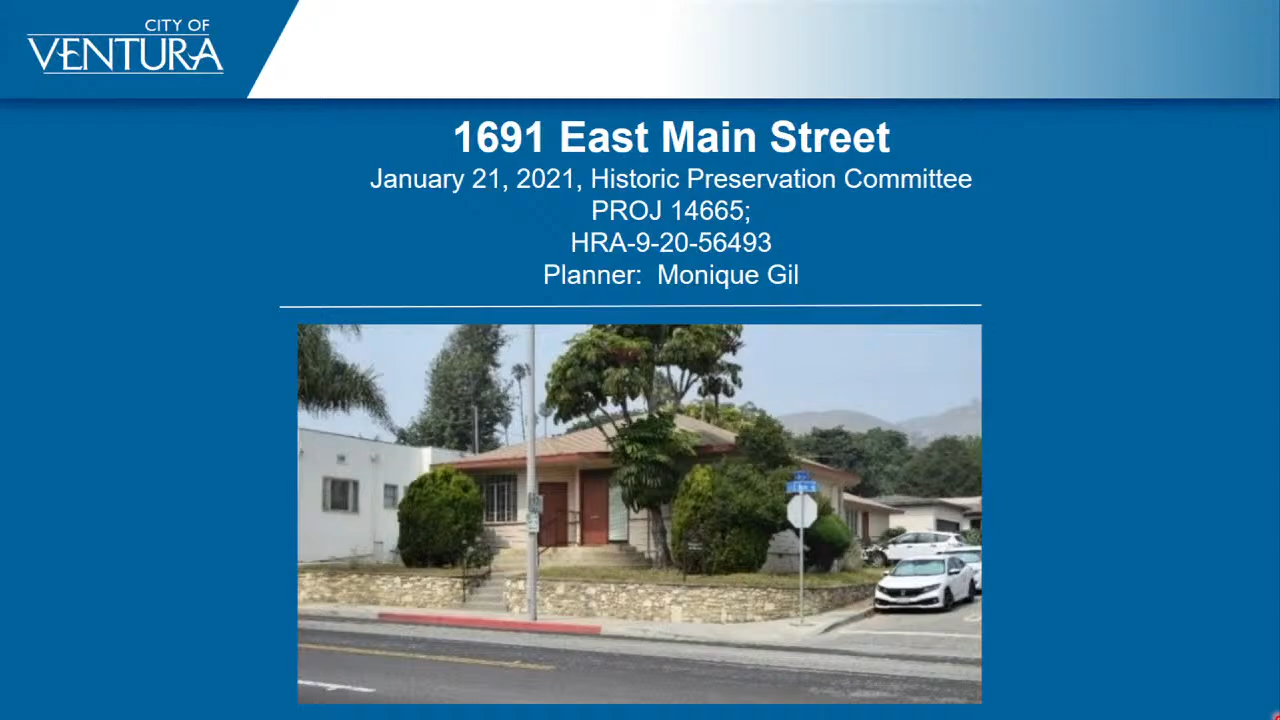 CITY OF
VENTURA
1691 East Main Street
January 21, 2021, Historic Preservation Committee
PROJ 14665;
HRA-9-20-56493
Planner:  Monique Gil